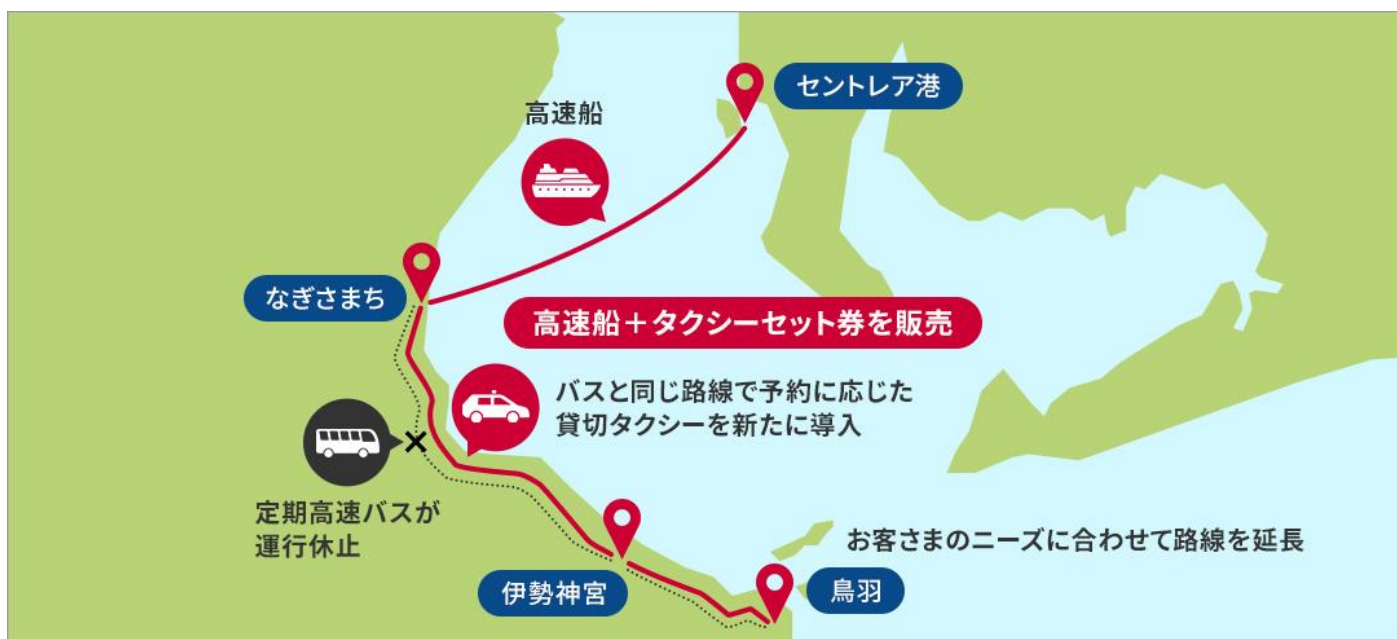 セントレア港
高速船
なぎさまち
高速船＋タクシーセット券を販売
バスと同じ路線で予約に応じた
貸切タクシーを新たに導入
定期高速バスが
運行休止
お客さまのニーズに合わせて路線を延長
伊勢神宮
鳥羽